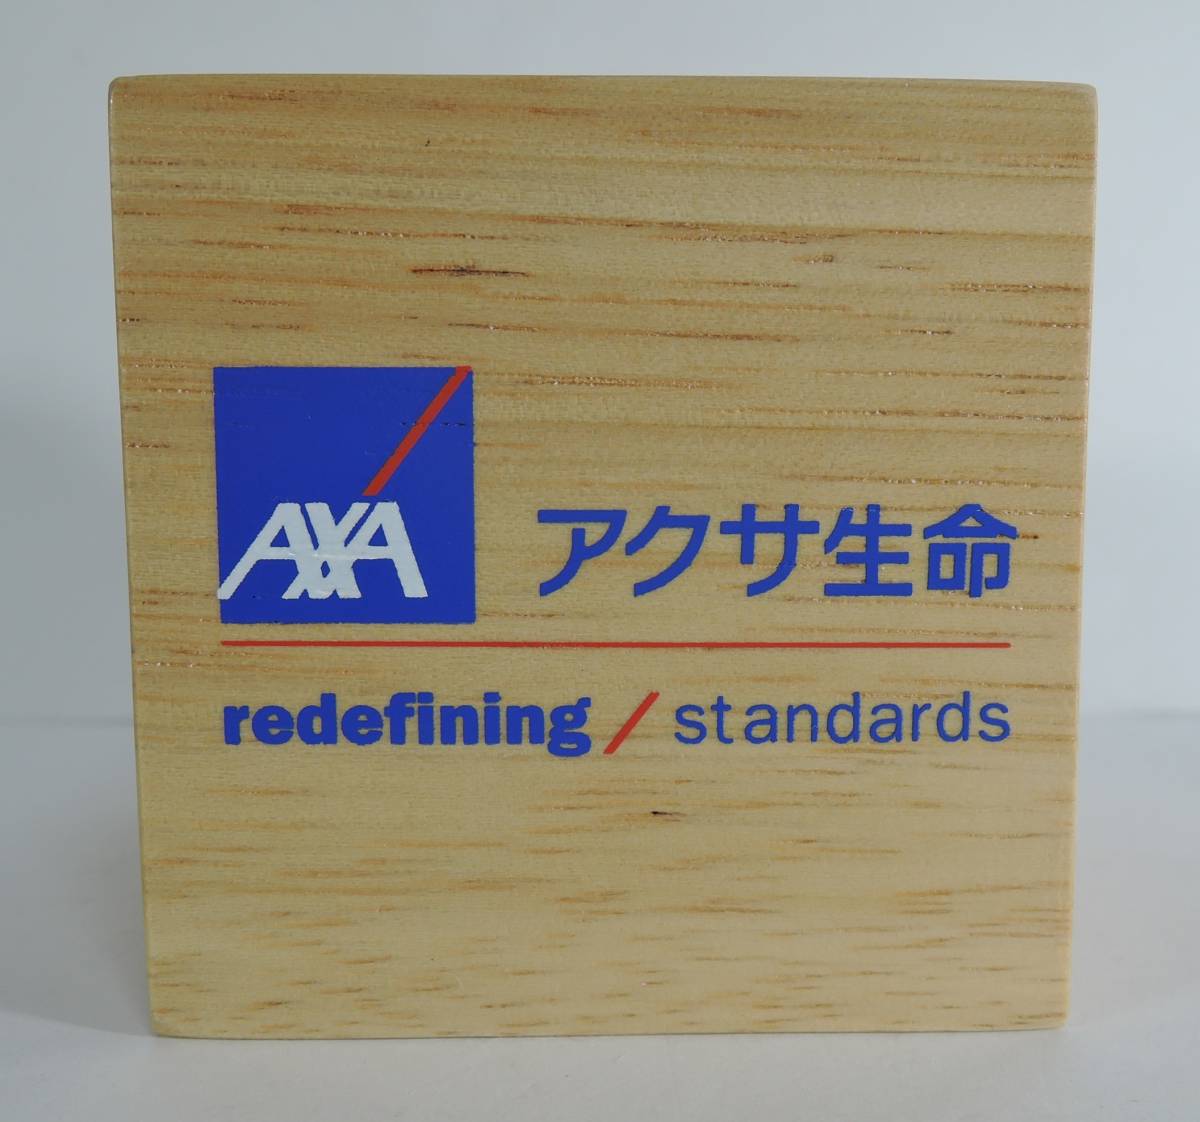 AXA アクサ生命
redefining / standards